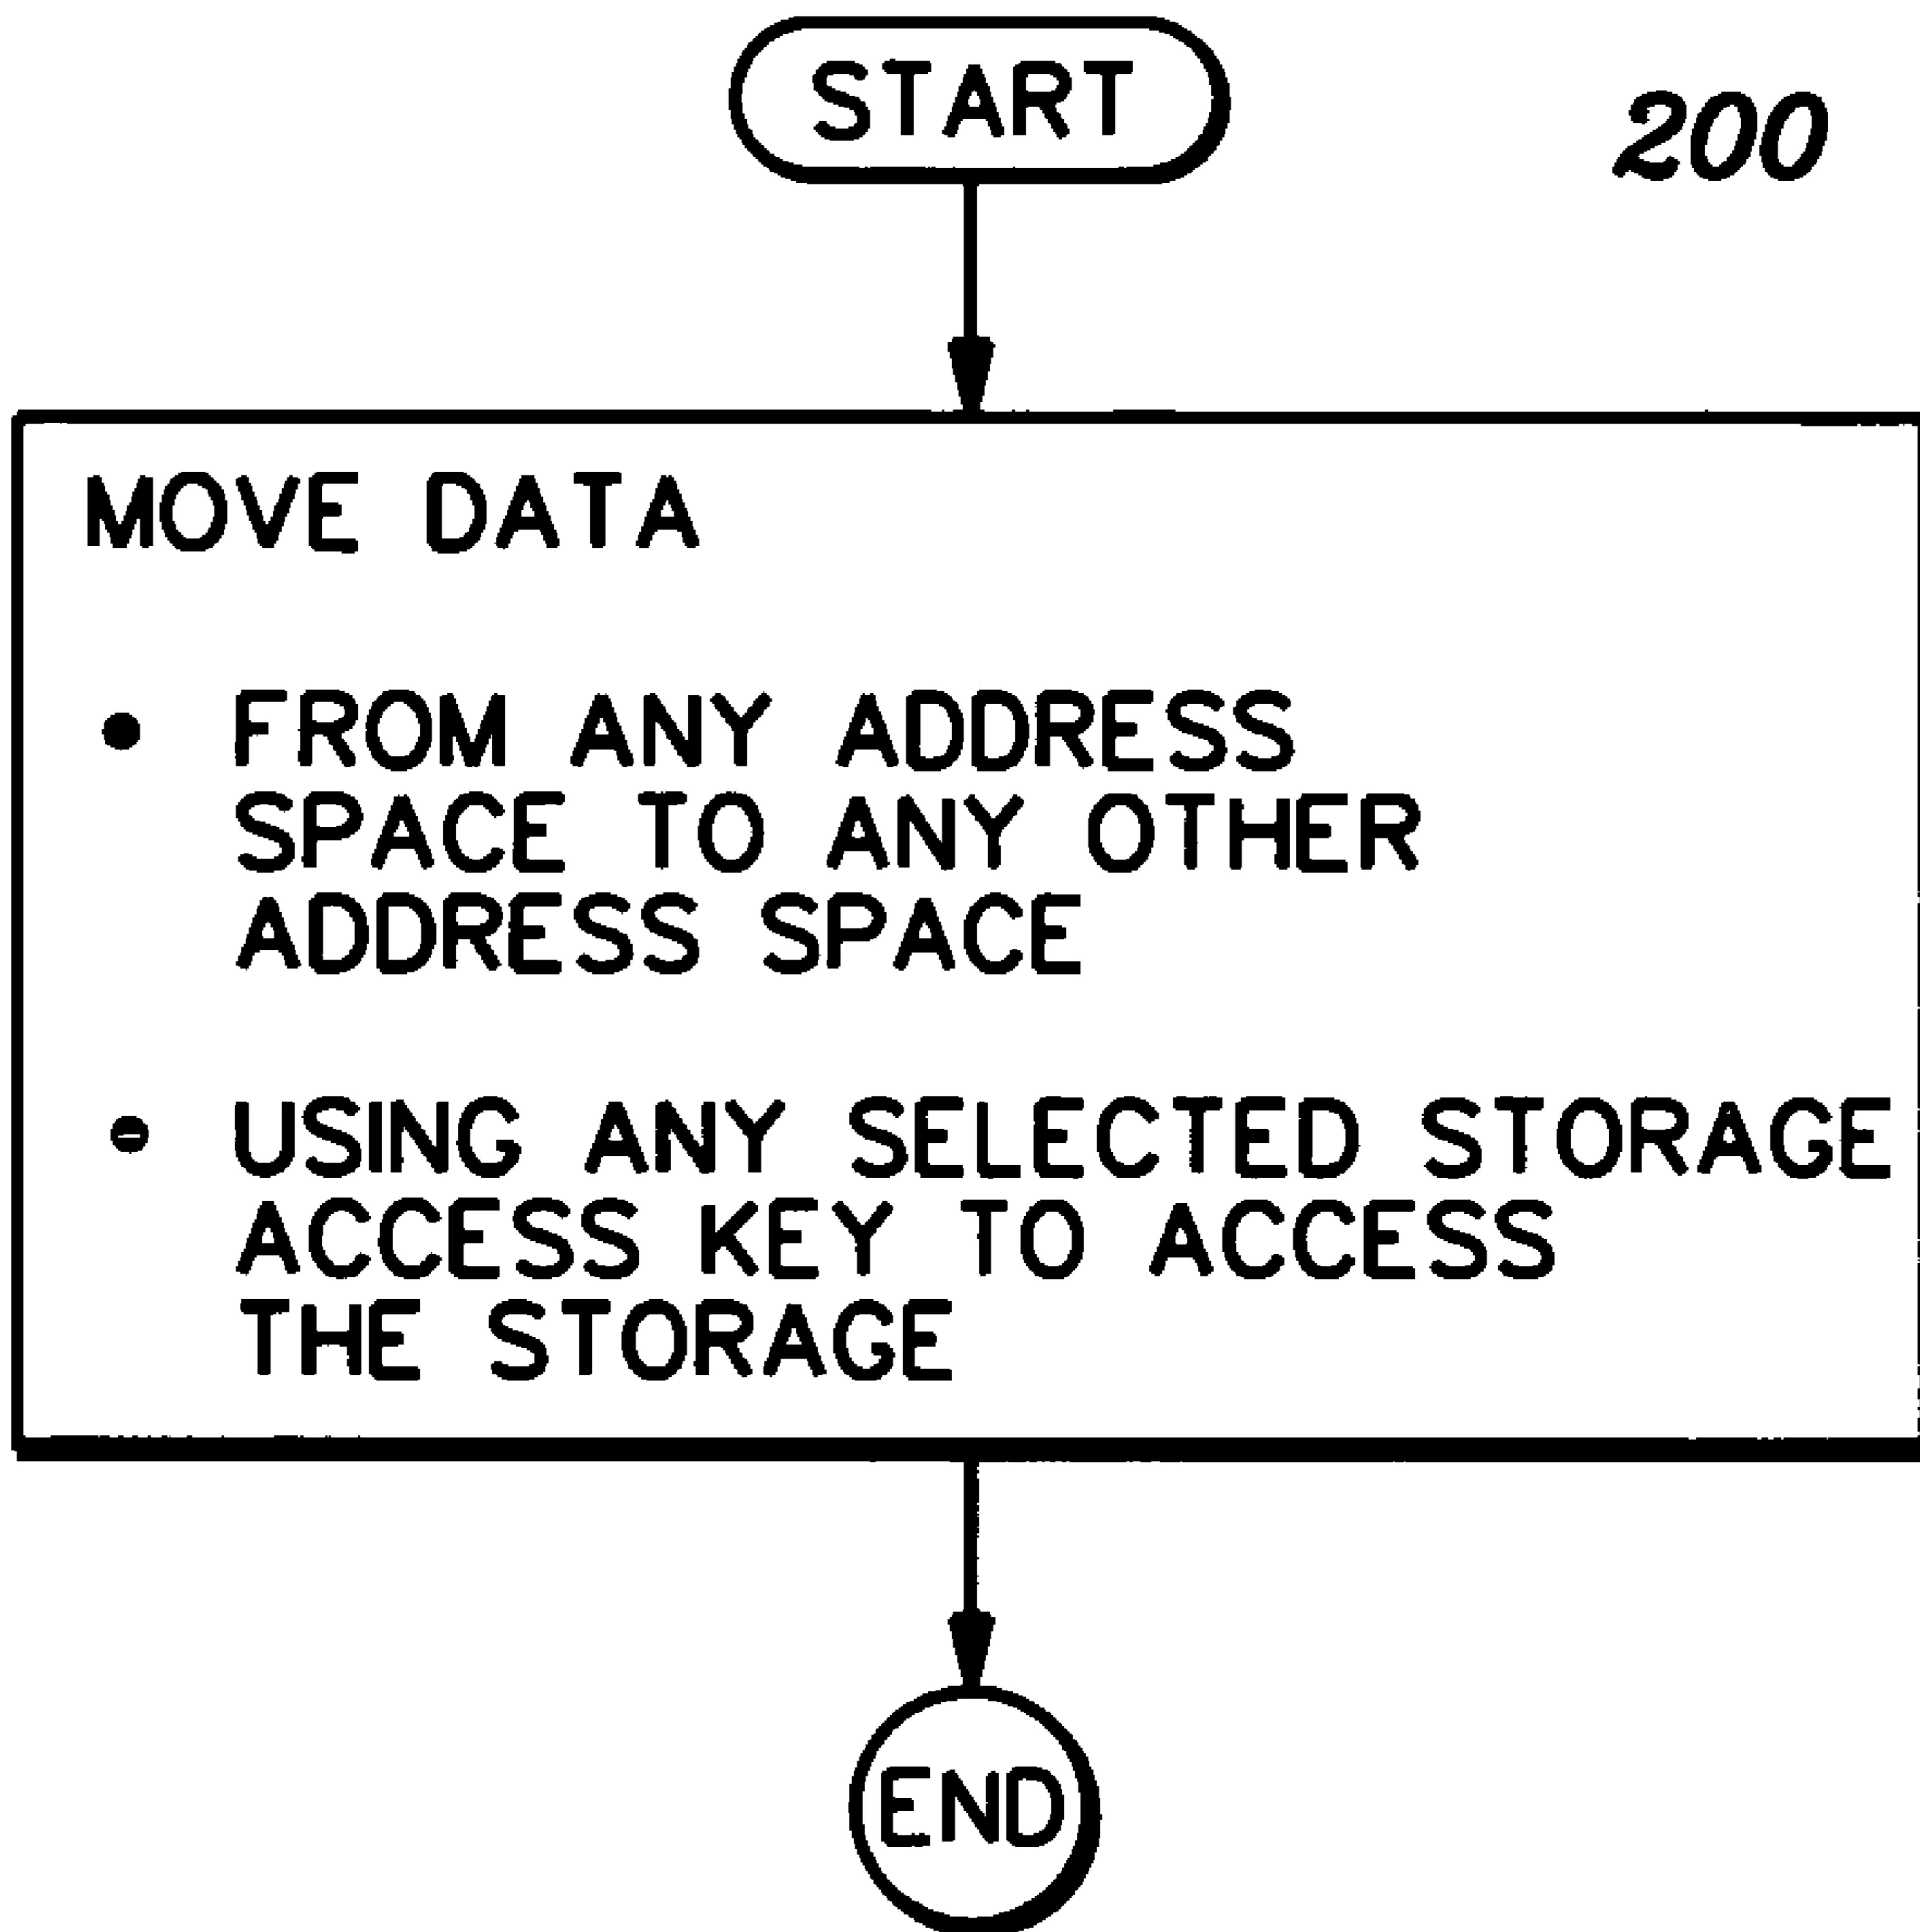 START
200
MOVE DATA
• FROM ANY ADDRESS
SPACE TO ANY OTHER
ADDRESS SPACE
• USING ANY SELECTED STORAGE
ACCESS KEY TO ACCESS
THE STORAGE
END